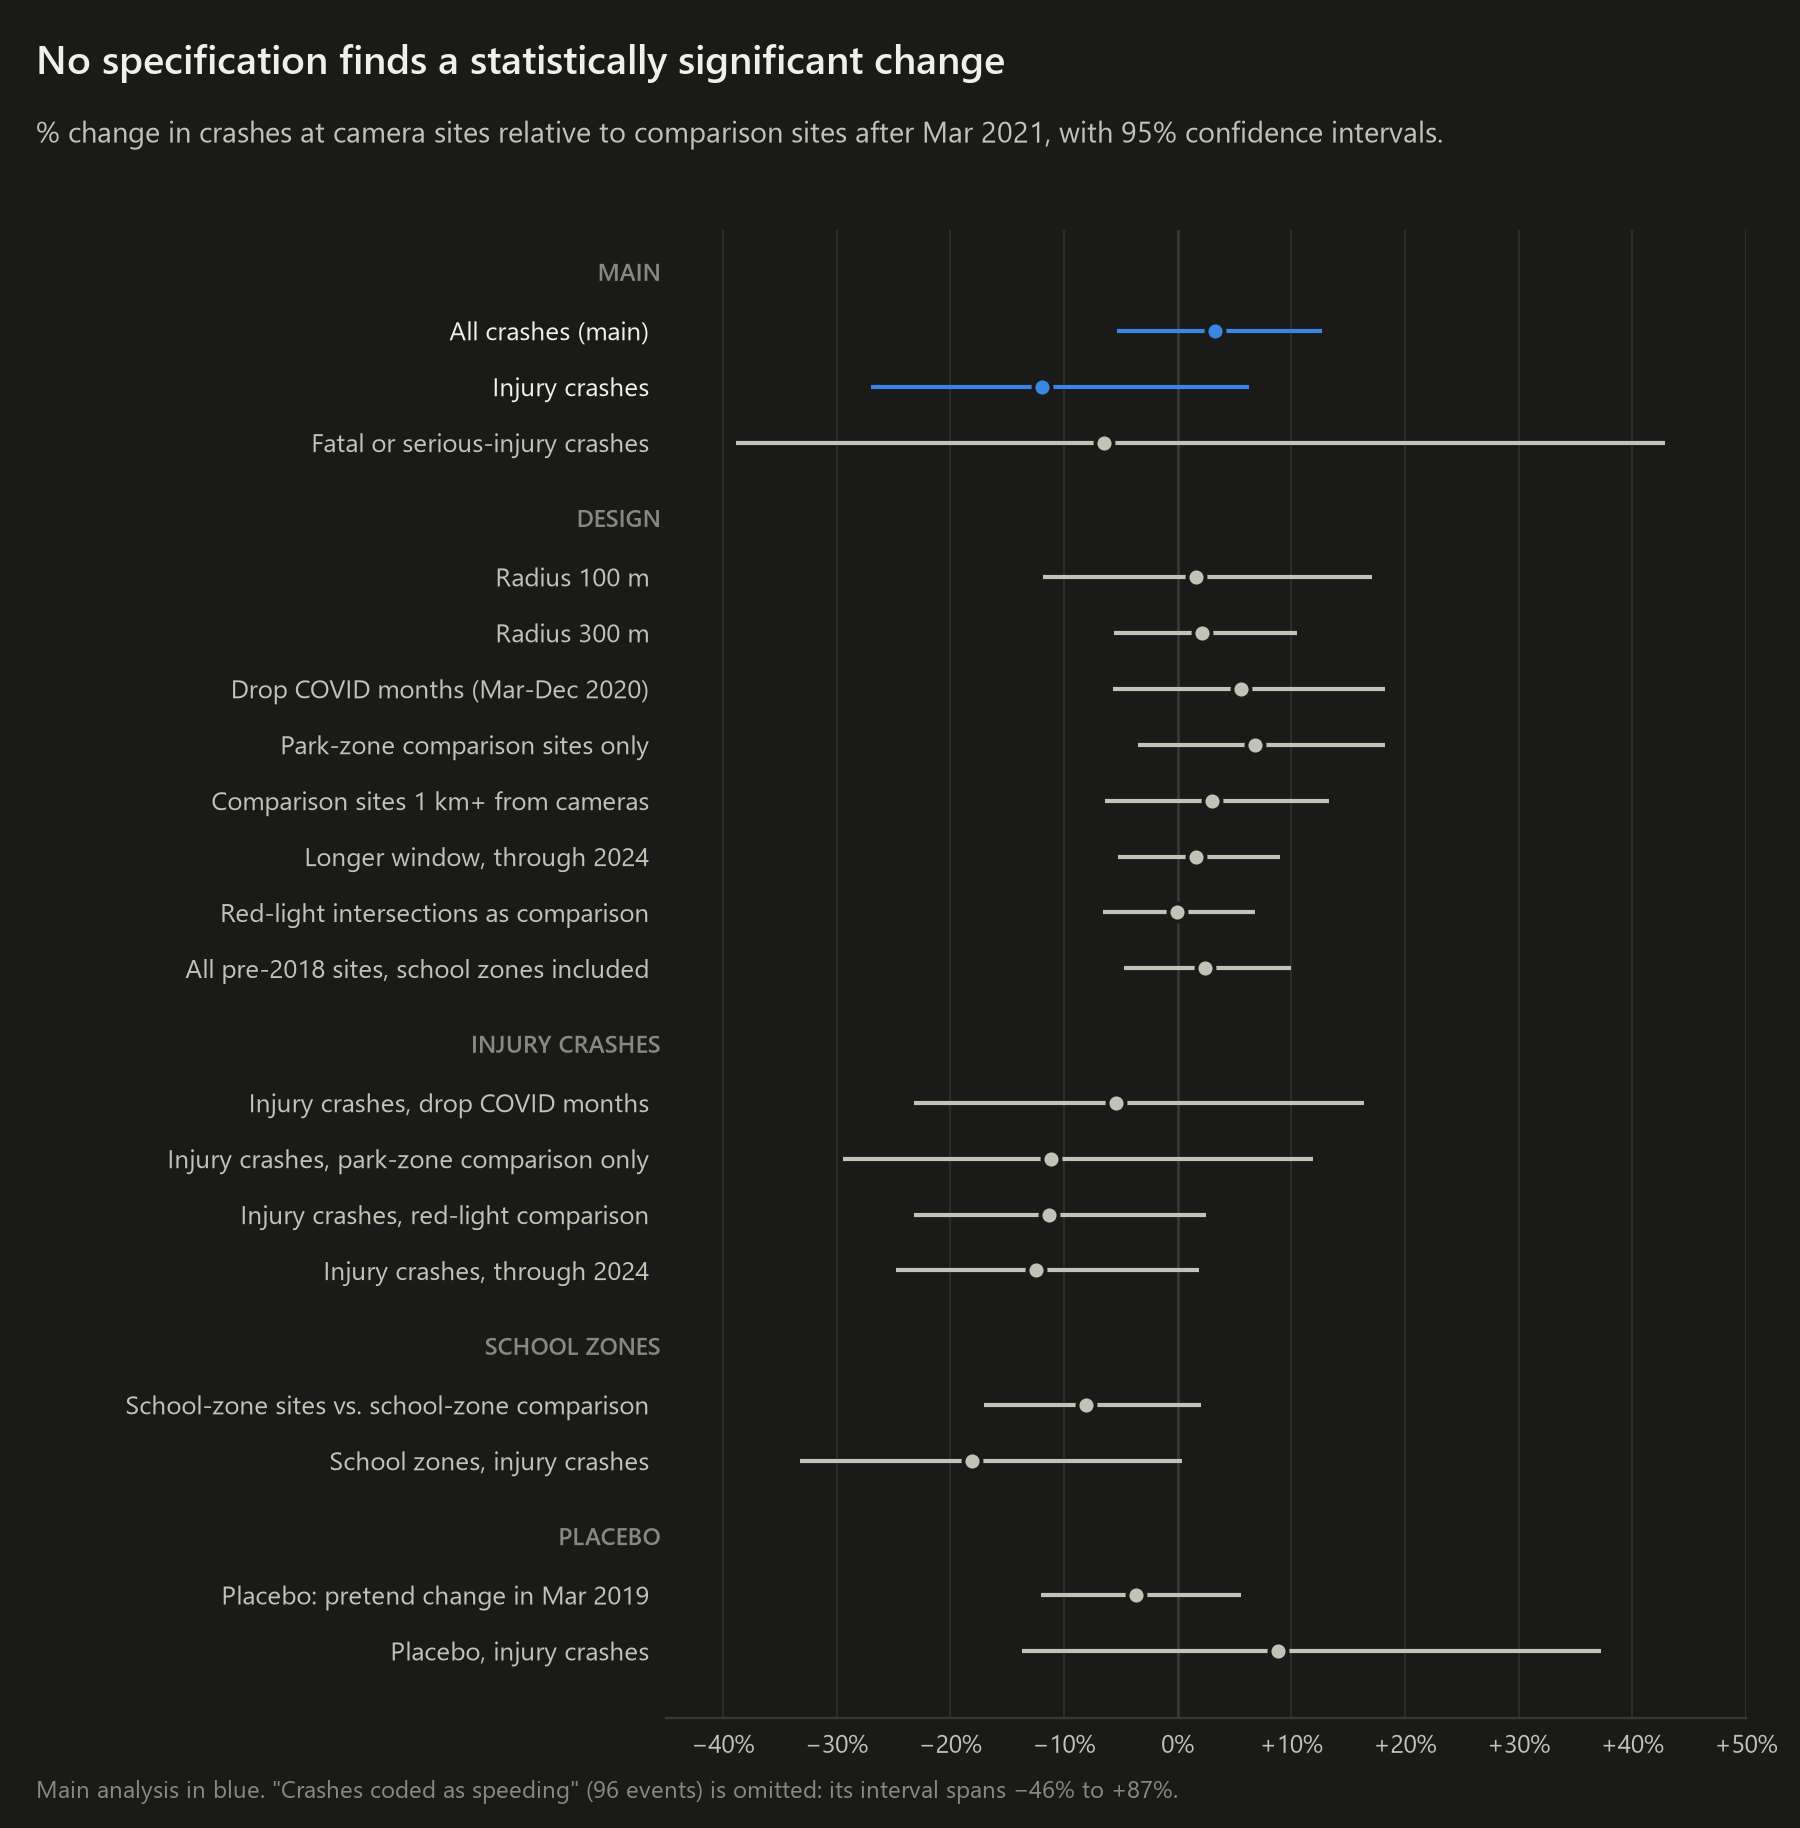 No specification finds a statistically significant change
% change in crashes at camera sites relative to comparison sites after Mar 2021, with 95% confidence intervals.
MAIN
All crashes (main)
Injury crashes
Fatal or serious-injury crashes
DESIGN
Radius 100 m
Radius 300 m
Drop COVID months (Mar-Dec 2020)
Park-zone comparison sites only
Comparison sites 1 km+ from cameras
Longer window, through 2024
Red-light intersections as comparison
All pre-2018 sites, school zones included
INJURY CRASHES
Injury crashes, drop COVID months
Injury crashes, park-zone comparison only
Injury crashes, red-light comparison
Injury crashes, through 2024
SCHOOL ZONES
School-zone sites vs. school-zone comparison
School zones, injury crashes
PLACEBO
Placebo: pretend change in Mar 2019
Placebo, injury crashes
−40% −30% −20% −10% 0% +10% +20% +30% +40% +50%
Main analysis in blue. "Crashes coded as speeding" (96 events) is omitted: its interval spans −46% to +87%.